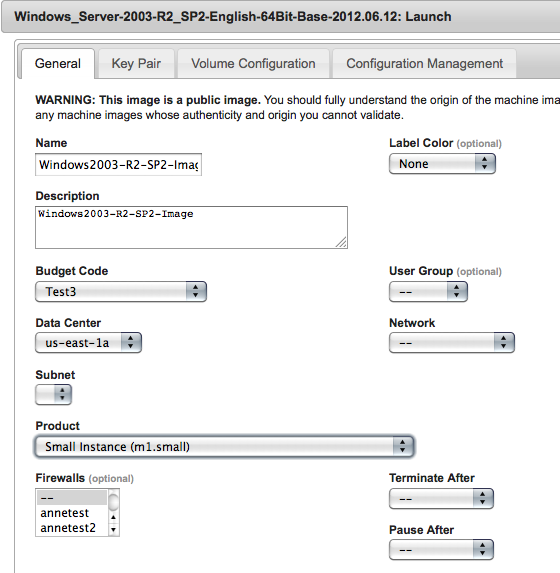 Windows_Server-2003-R2_SP2-English-64Bit-Base-2012.06.12: Launch
General Key Pair Volume Configuration Configuration Management
WARNING: This image is a public image. You should fully understand the origin of the machine ima
any machine images whose authenticity and origin you cannot validate.
Name Label Color (optional)
Windows2003-R2-SP2-Imag None
Description
Windows2003-R2-SP2-Image
Budget Code User Group (optional)
Test3 --
Data Center Network
us-east-1a --
Subnet
Product
Small Instance (m1.small)
Firewalls (optional) Terminate After
-- --
annetest
annetest2 Pause After
--